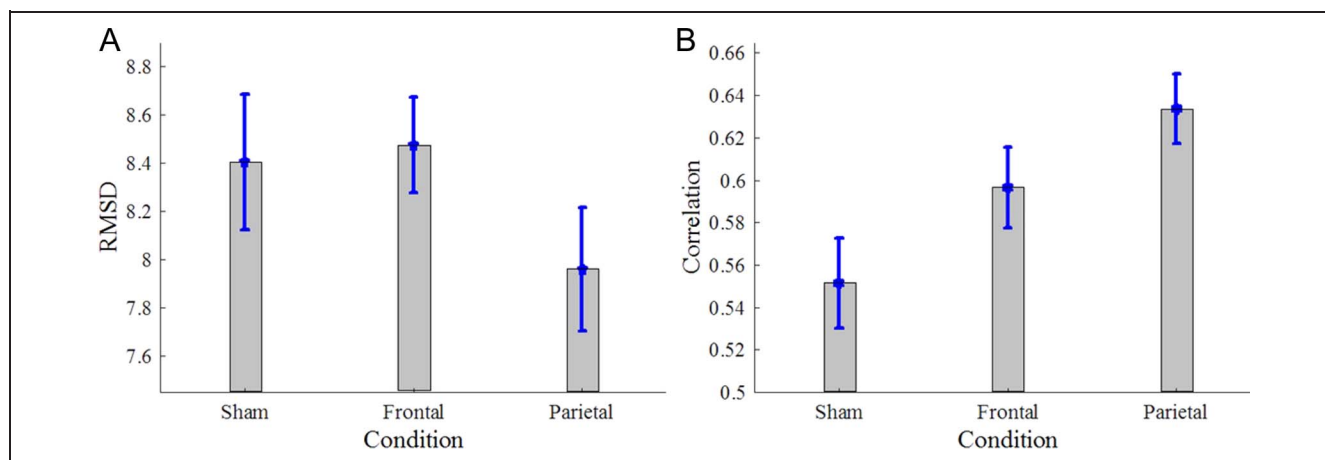 A
8.8
8.6
8.4
8.2
8
7.8
7.6
RMSD
Sham Frontal Parietal
Condition
B
0.66
0.64
0.62
0.6
0.58
0.56
0.54
0.52
0.5
Correlation
Sham Frontal Parietal
Condition